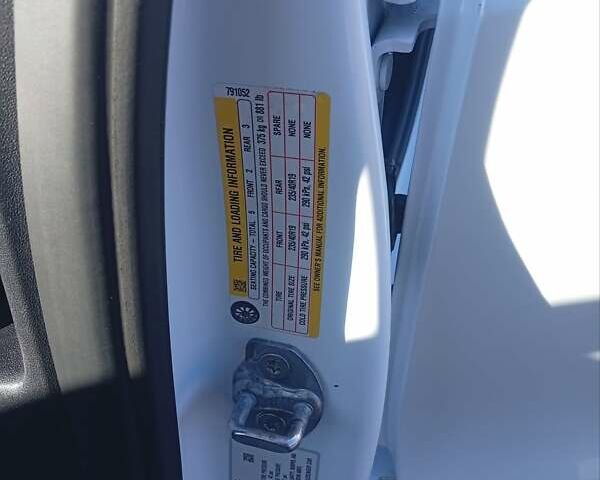 791052
TIRE AND LOADING INFORMATION
SEATING CAPACITY - TOTAL 5 FRONT 2 REAR 3
THE COMBINED WEIGHT OF OCCUPANTS AND CARGO SHOULD NEVER EXCEED 375 kg OR 881 lb
TIRE FRONT REAR SPARE
ORIGINAL TIRE SIZE 235/40R19 235/40R19 NONE
COLD TIRE PRESSURE 290 kPa, 42 psi 290 kPa, 42 psi NONE
SEE OWNER'S MANUAL FOR ADDITIONAL INFORMATION.